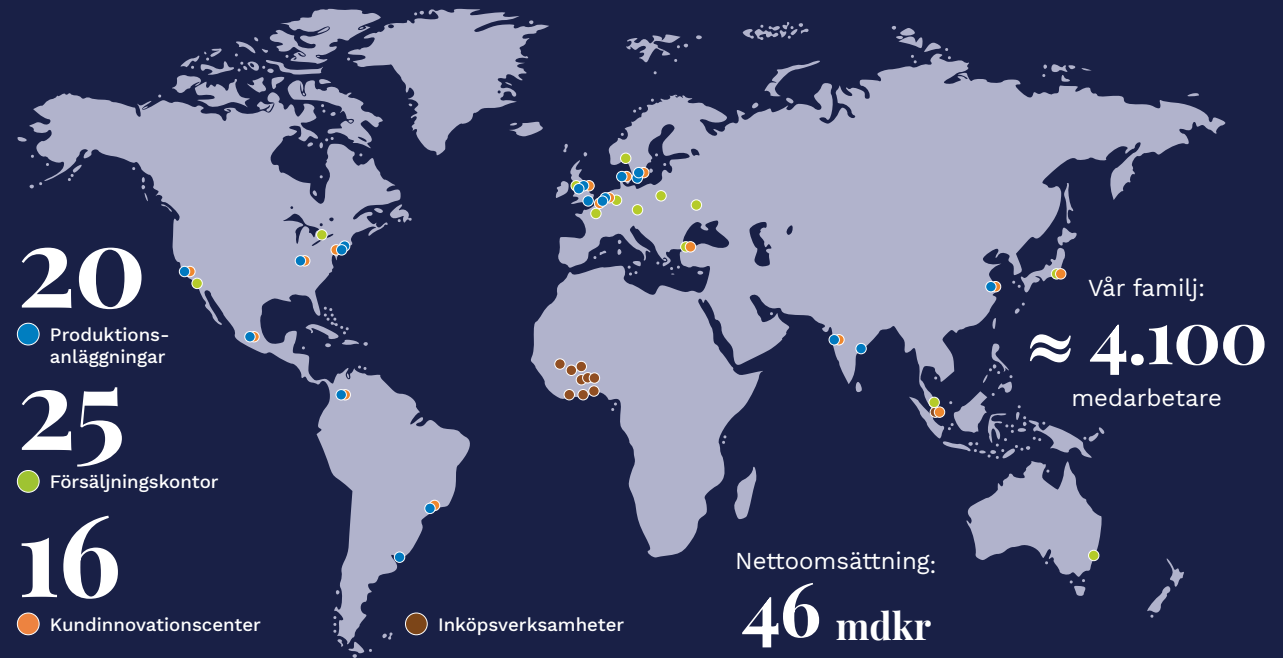 20
Produktions-
anläggningar
25
Försäljningskontor
16
Kundinnovationscenter
Inköpsverksamheter
Nettoomsättning:
46 mdkr
Vår familj:
≈ 4.100
medarbetare